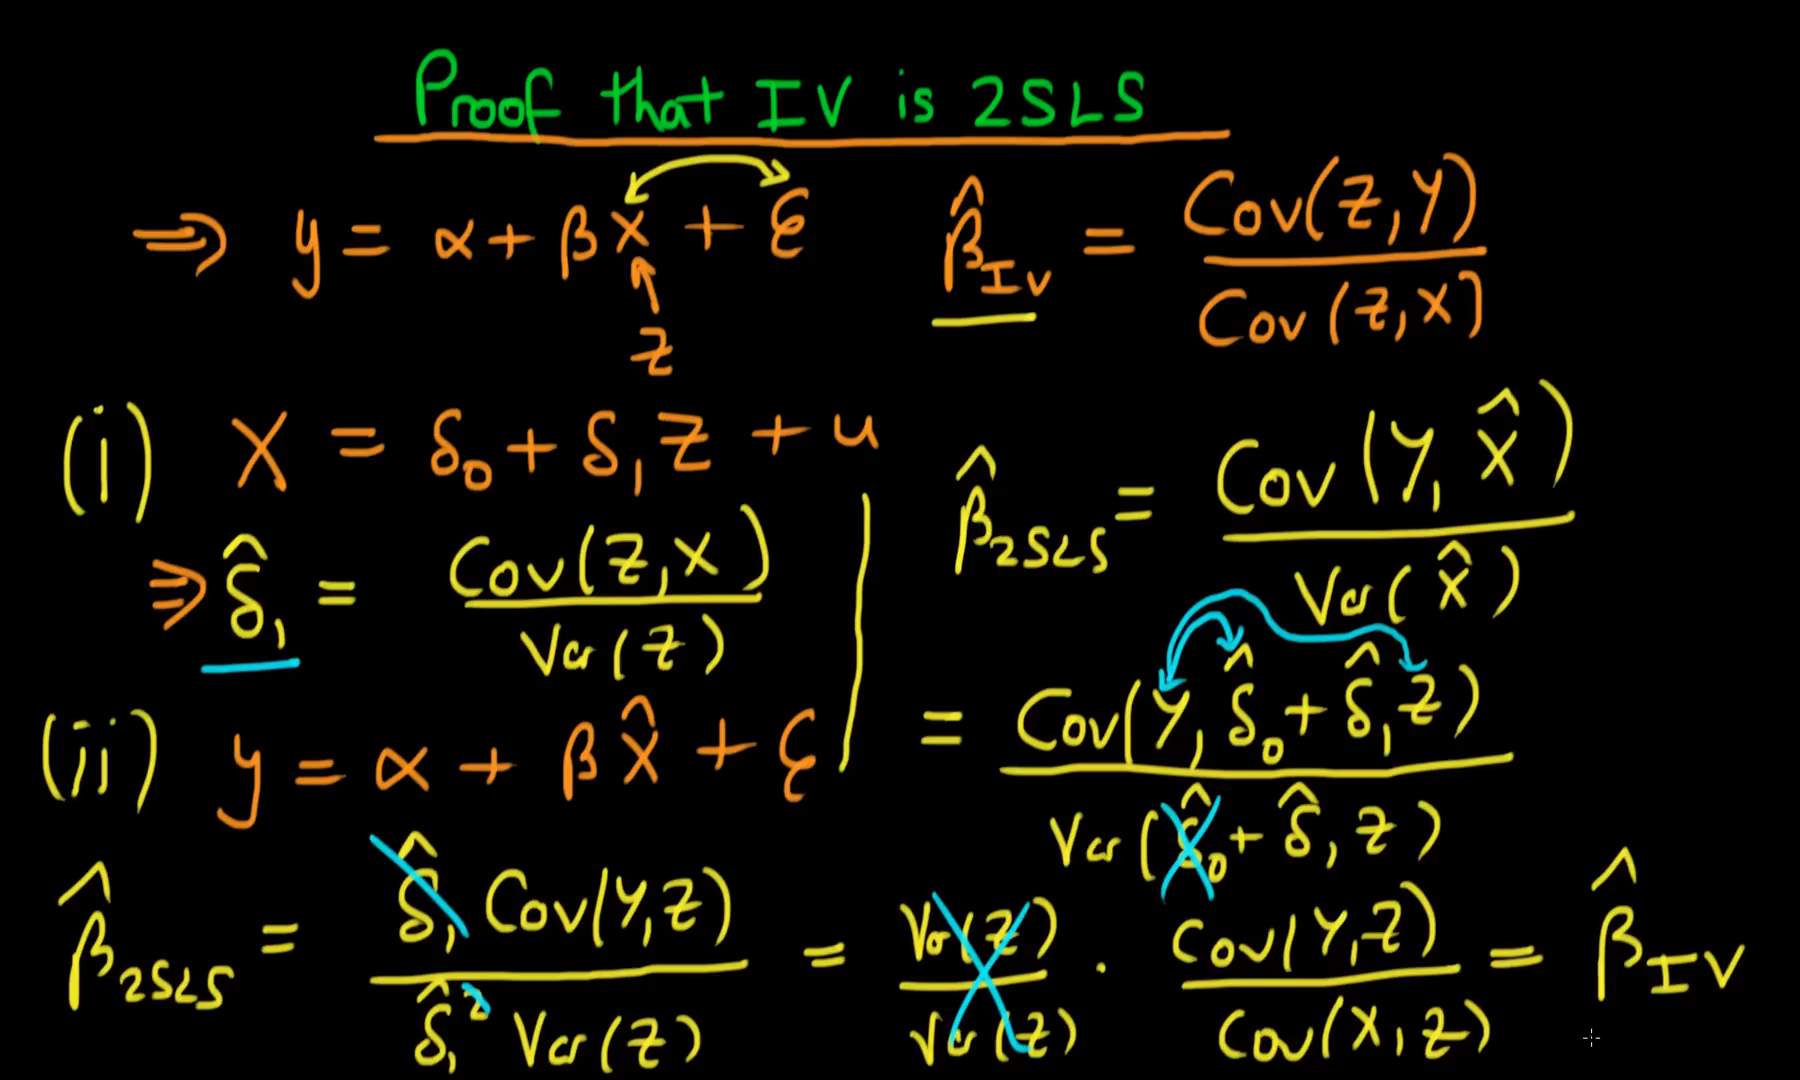 Proof that IV is 2SLS
⇒ y = α + βx + ε
z
β̂_IV = Cov(Z,Y) / Cov(Z,X)
(i) X = δ₀ + δ₁Z + u
⇒ δ̂₁ = Cov(Z,X) / Var(Z)
(ii) y = α + βx̂ + ε
β̂_2SLS = Cov(Y, X̂) / Var(X̂)
= Cov(Y, δ̂₀ + δ̂₁Z) / Var(δ̂₀ + δ̂₁Z)
β̂_2SLS = δ̂₁ Cov(Y,Z) / δ̂₁² Var(Z) = Var(Z) / Var(Z) · Cov(Y,Z) / Cov(X,Z) = β̂_IV